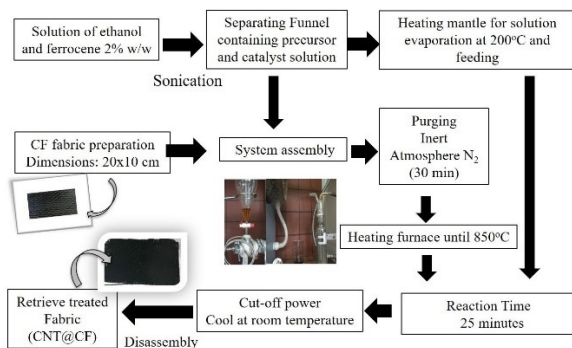 Solution of ethanol
and ferrocene 2% w/w
Separating Funnel
containing precursor
and catalyst solution
Heating mantle for solution
evaporation at 200°C and
feeding
Sonication
CF fabric preparation
Dimensions: 20x10 cm
System assembly
Purging
Inert
Atmosphere N₂
(30 min)
Heating furnace until 850°C
Retrieve treated
Fabric
(CNT@CF)
Disassembly
Cut-off power
Cool at room temperature
Reaction Time
25 minutes